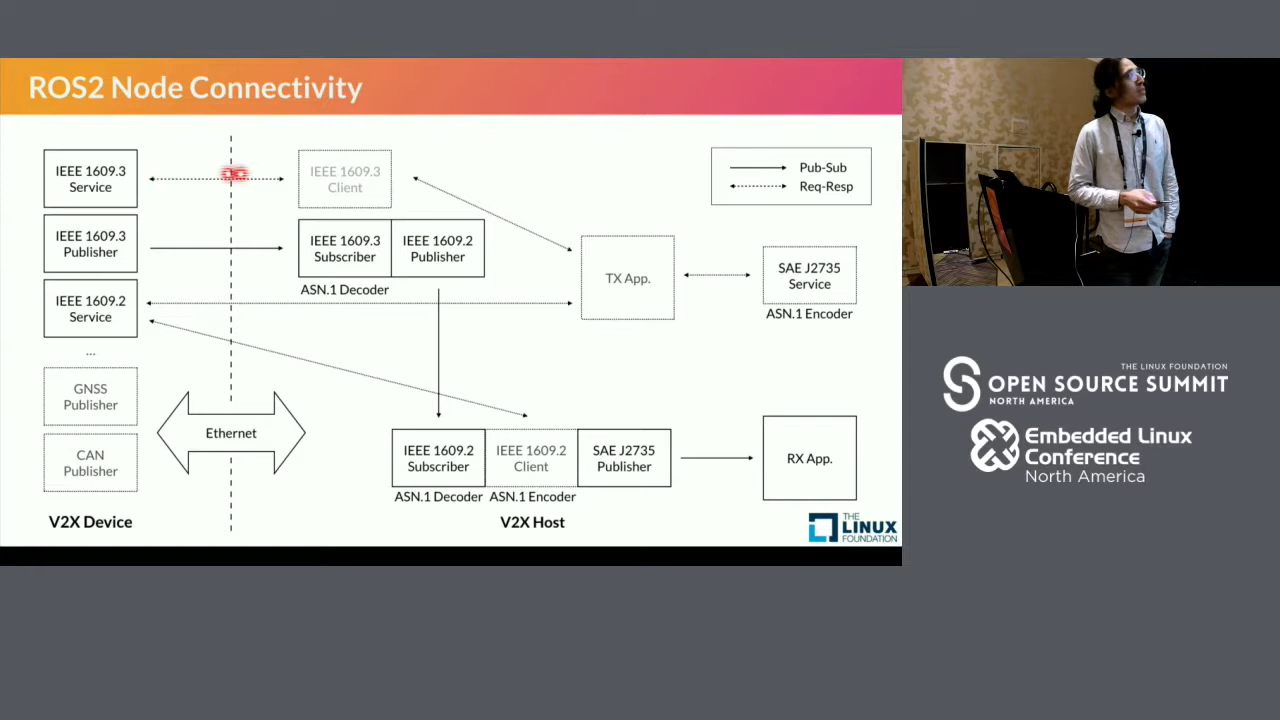 ROS2 Node Connectivity
IEEE 1609.3
Service
IEEE 1609.3
Client
Pub-Sub
Req-Resp
IEEE 1609.3
Publisher
IEEE 1609.3
Subscriber
IEEE 1609.2
Publisher
ASN.1 Decoder
TX App.
SAE J2735
Service
ASN.1 Encoder
IEEE 1609.2
Service
...
GNSS
Publisher
CAN
Publisher
Ethernet
IEEE 1609.2
Subscriber
IEEE 1609.2
Client
SAE J2735
Publisher
ASN.1 Decoder
ASN.1 Encoder
RX App.
V2X Device
V2X Host
THE
LINUX
FOUNDATION
THE LINUX FOUNDATION
OPEN SOURCE SUMMIT
NORTH AMERICA
Embedded Linux
Conference
North America